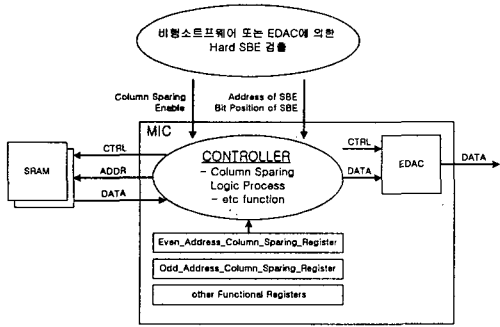 비행소프트웨어 또는 EDAC에 의한
Hard SBE 검출
Column Sparing
Enable
Address of SBE
Bit Position of SBE
MIC
CTRL
ADDR
DATA
SRAM
CONTROLLER
- Column Sparing
Logic Process
- etc function
CTRL
DATA
EDAC
DATA
Even_Address_Column_Sparing_Register
Odd_Address_Column_Sparing_Register
other Functional Registers